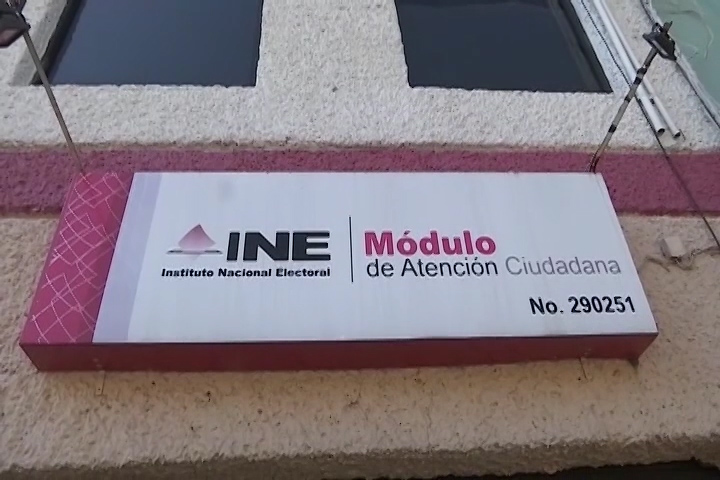 INE
Instituto Nacional Electoral
Módulo
de Atención Ciudadana
No. 290251